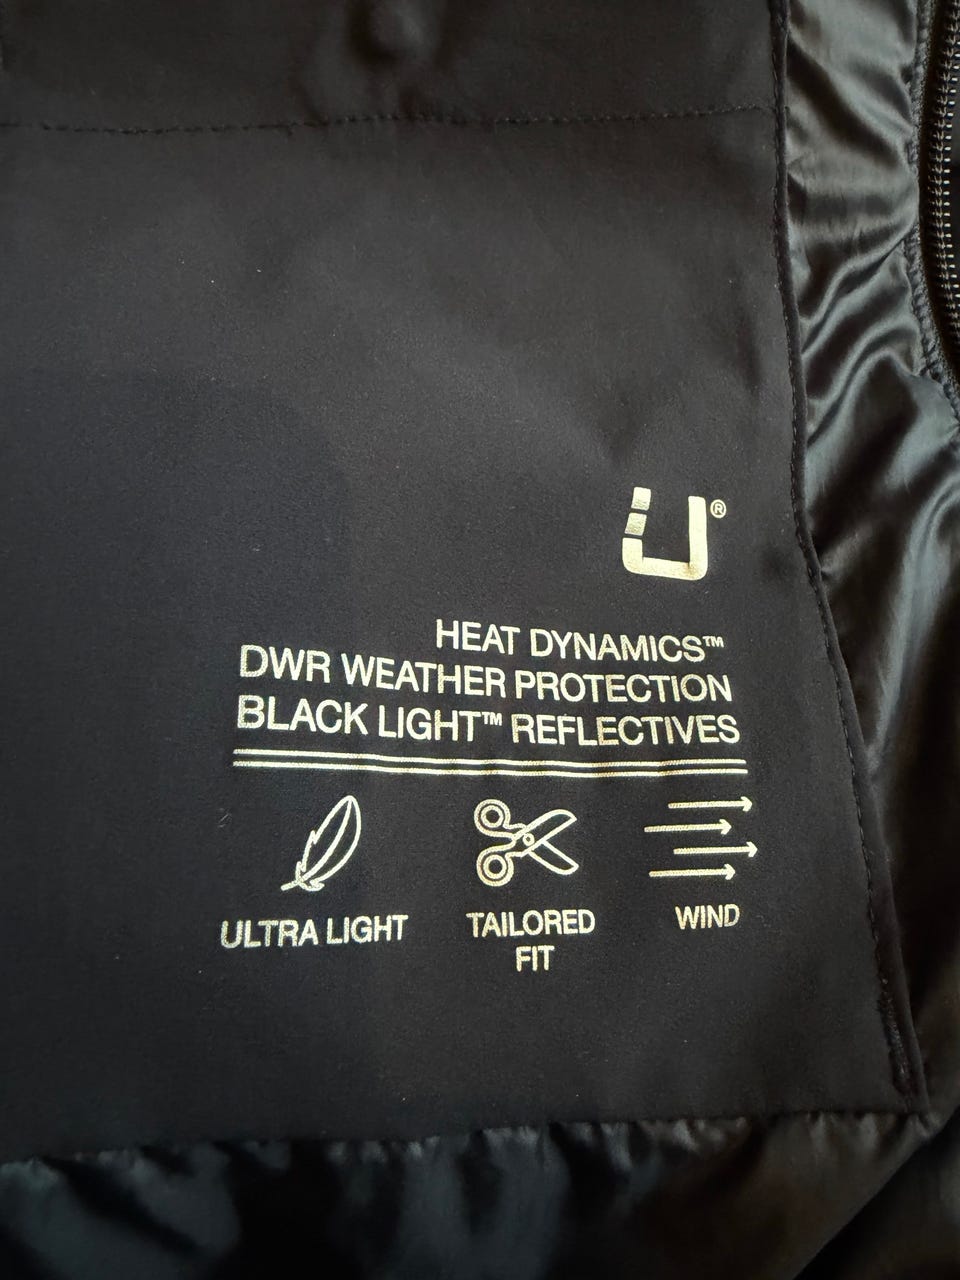 U®
HEAT DYNAMICS™
DWR WEATHER PROTECTION
BLACK LIGHT™ REFLECTIVES
ULTRA LIGHT
TAILORED
FIT
WIND